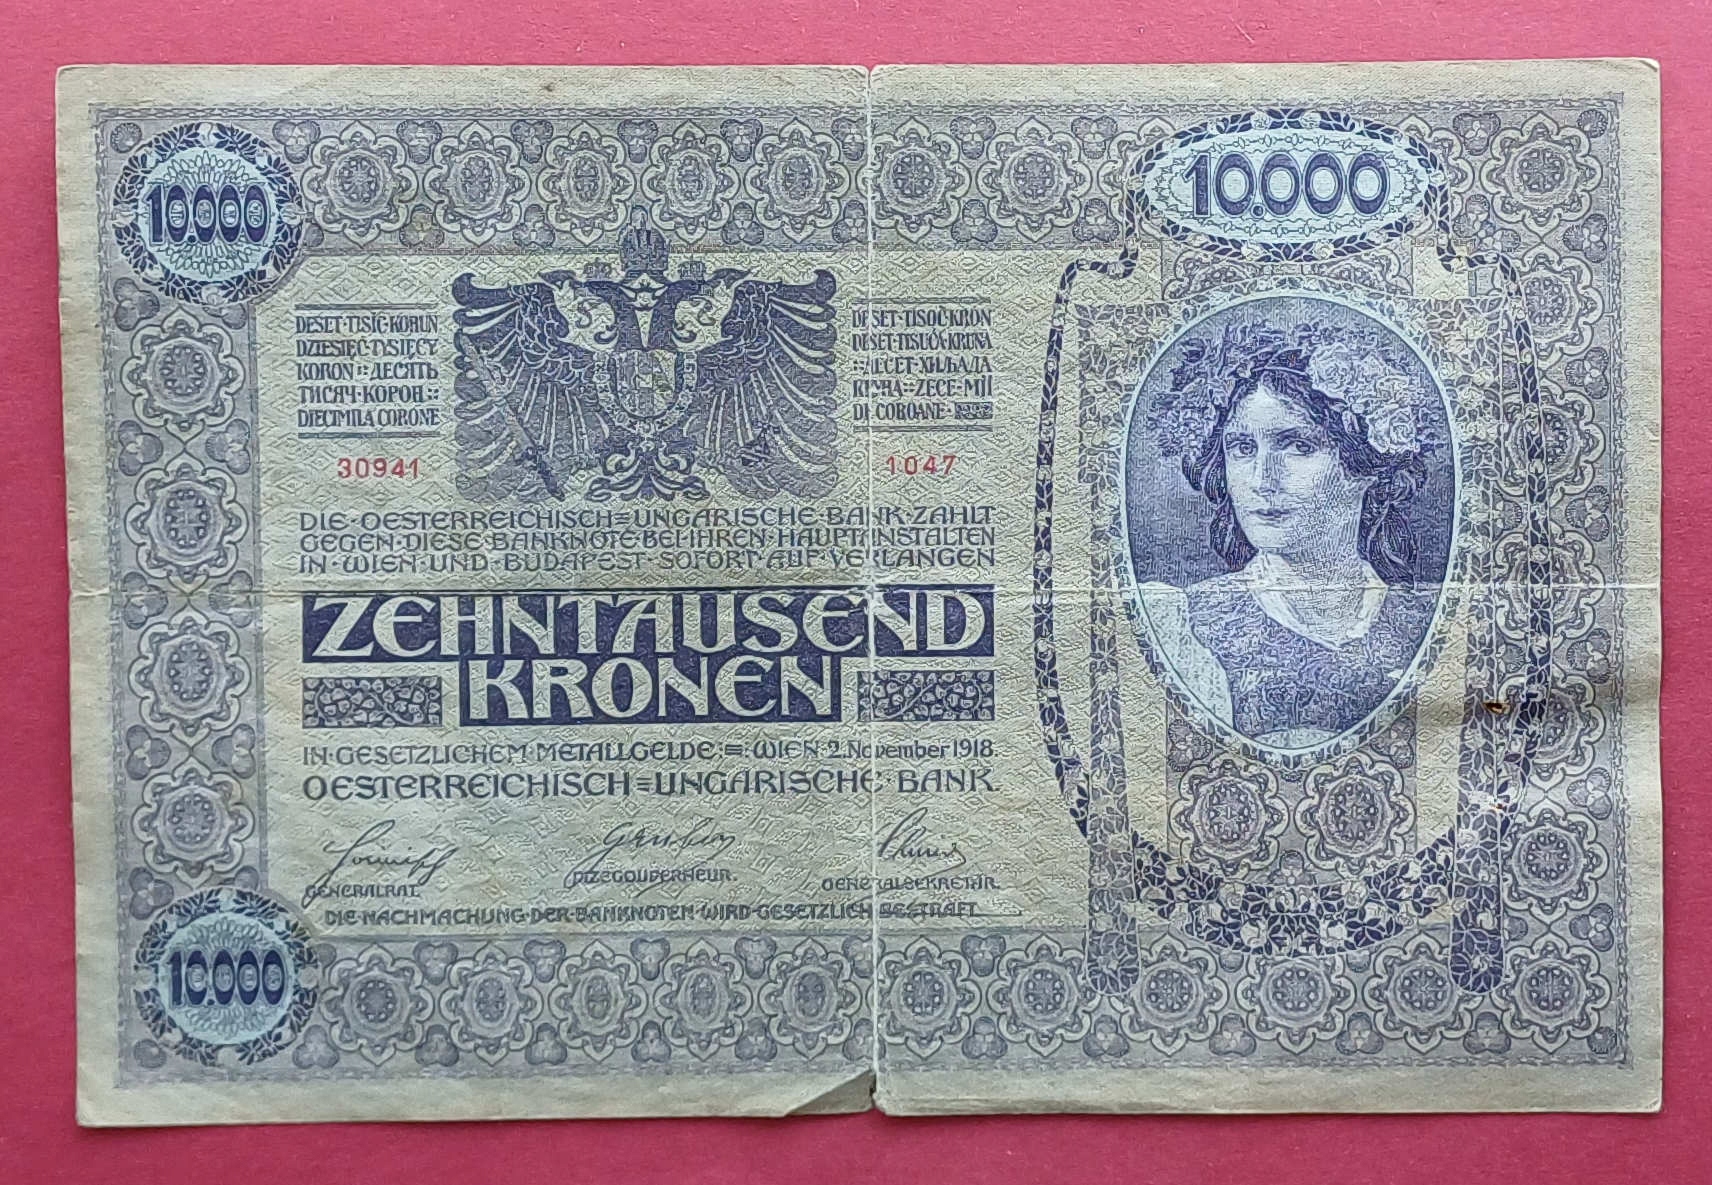 10.000
10.000
DESET·TISÍC·KORUN
DZIESIĘĆ·TYSIĘCY
KORON::ДЕСЯТЬ
ТИСЯЧ·КОРОН::
DIECIMILA CORONE
DESET·TISOČ·KRON
DESET·TISUĆA·KRUNA
::ДЕСЕТ·ХИЉАДА
КРУНА::ZECE·MII
DE COROANE·
30941
1047
DIE·OESTERREICHISCH=UNGARISCHE·BANK·ZAHLT
GEGEN·DIESE·BANKNOTE·BEI·IHREN·HAUPTANSTALTEN
IN·WIEN·UND·BUDAPEST·SOFORT·AUF·VERLANGEN
ZEHNTAUSEND
KRONEN
IN·GESETZLICHEM·METALLGELDE:=:WIEN·2.November 1918.
OESTERREICHISCH=UNGARISCHE·BANK.
GENERALRAT.
VIZEGOUVERNEUR.
GENERALSEKRETÄR.
DIE·NACHMACHUNG·DER·BANKNOTEN·WIRD·GESETZLICH·BESTRAFT
10.000